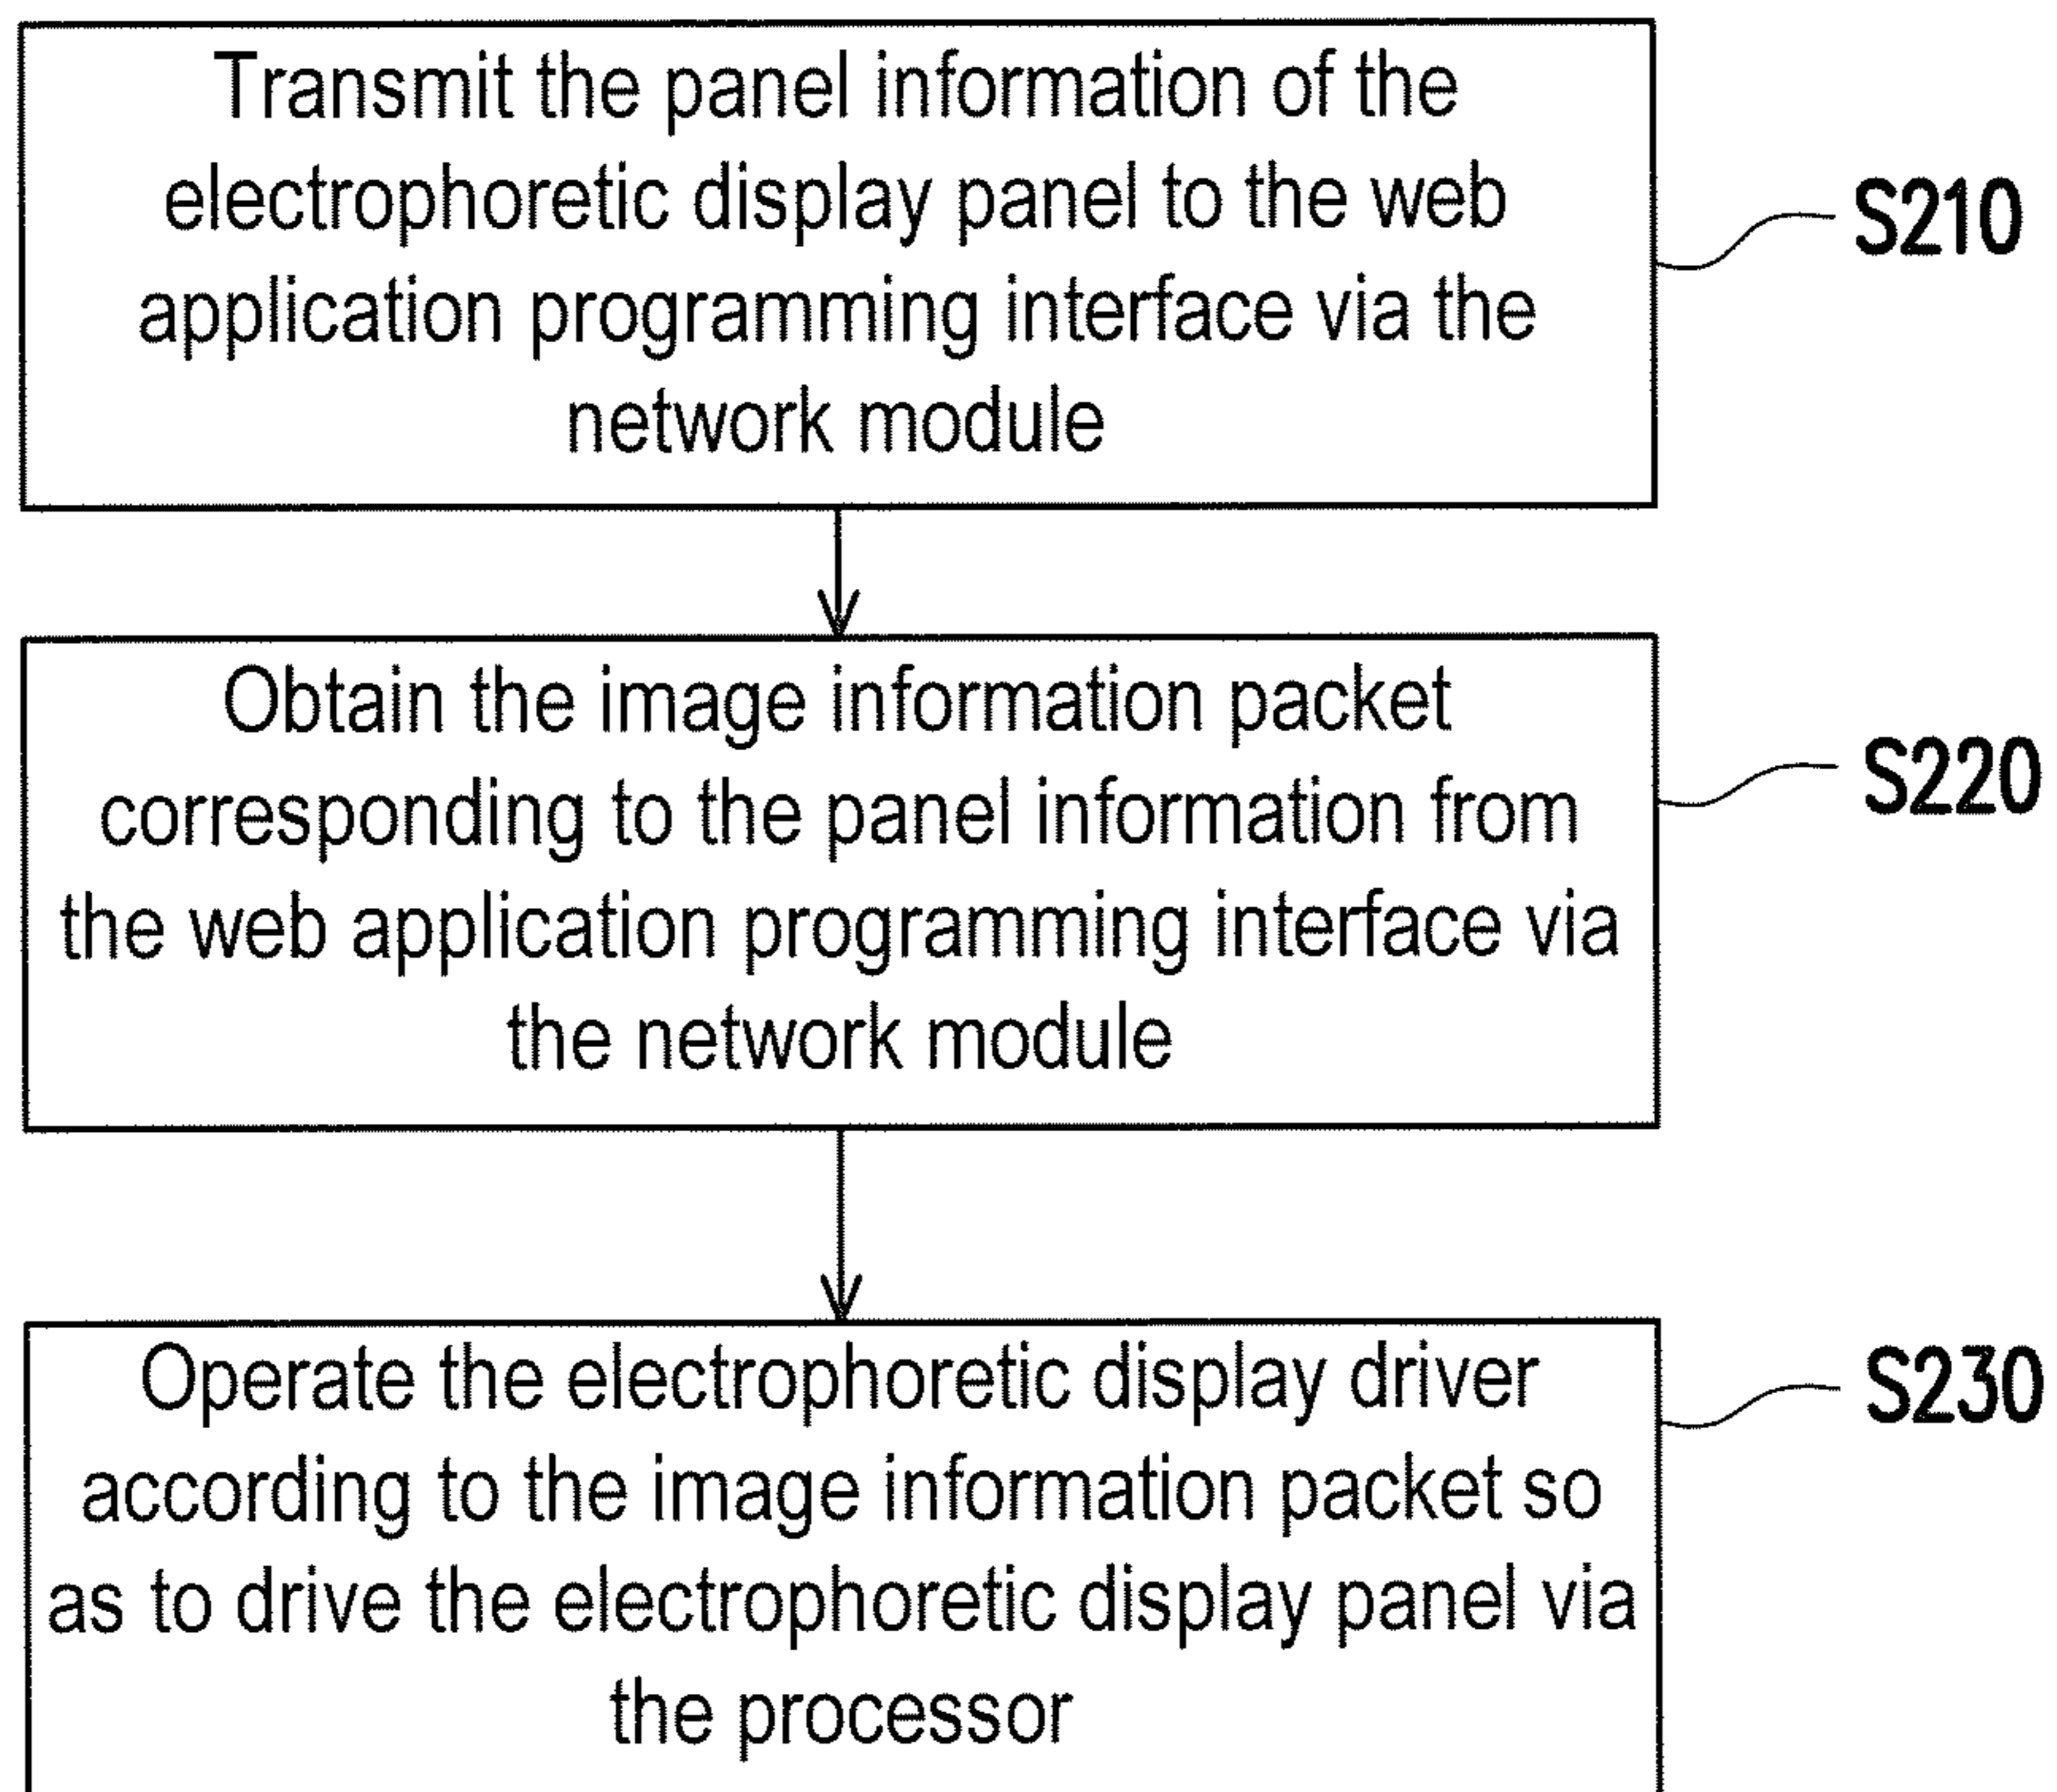 Transmit the panel information of the
electrophoretic display panel to the web
application programming interface via the
network module
S210
Obtain the image information packet
corresponding to the panel information from
the web application programming interface via
the network module
S220
Operate the electrophoretic display driver
according to the image information packet so
as to drive the electrophoretic display panel via
the processor
S230